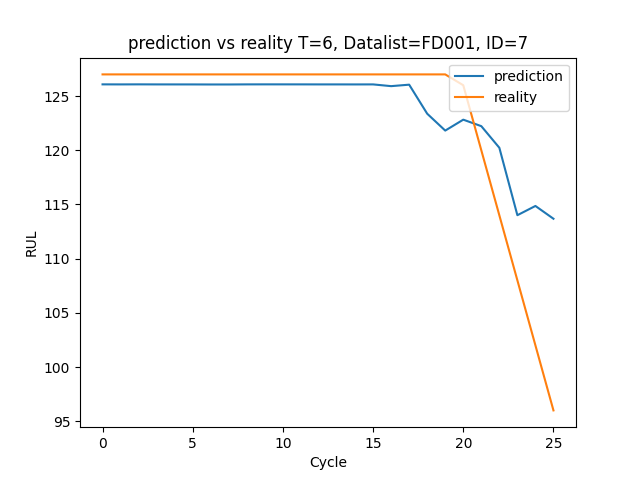 prediction vs reality T=6, Datalist=FD001, ID=7
prediction
reality
125
120
115
110
105
100
95
RUL
0 5 10 15 20 25
Cycle